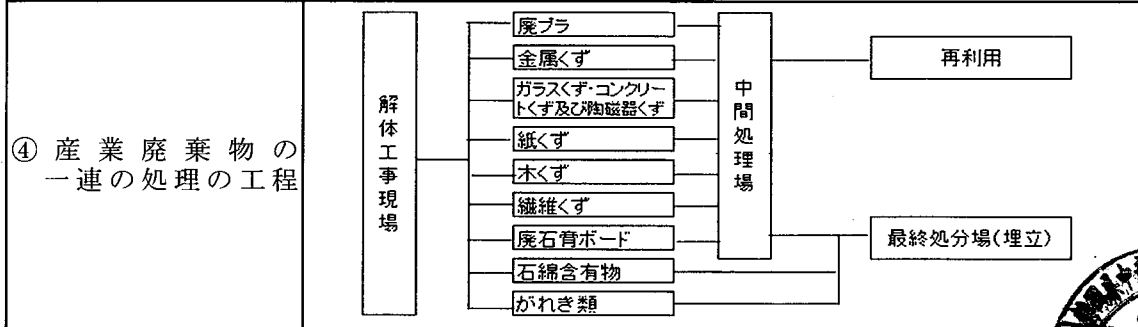 ④ 産業廃棄物の
一連の処理の工程
解体工事現場
廃プラ
金属くず
ガラスくず・コンクリー
トくず及び陶磁器くず
紙くず
木くず
繊維くず
廃石膏ボード
石綿含有物
がれき類
中間処理場
再利用
最終処分場(埋立)